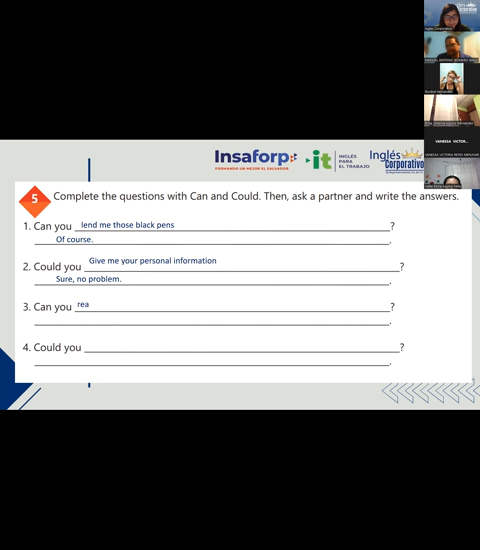 Insaforp
FORMANDO UN MEJOR EL SALVADOR
it
INGLÉS
PARA
EL TRABAJO
Inglés
Corporativo
5
Complete the questions with Can and Could. Then, ask a partner and write the answers.
1. Can you lend me those black pens ?
Of course. .
2. Could you Give me your personal information ?
Sure, no problem. .
3. Can you rea ?
.
4. Could you ?
.
VANESSA VICTOR...